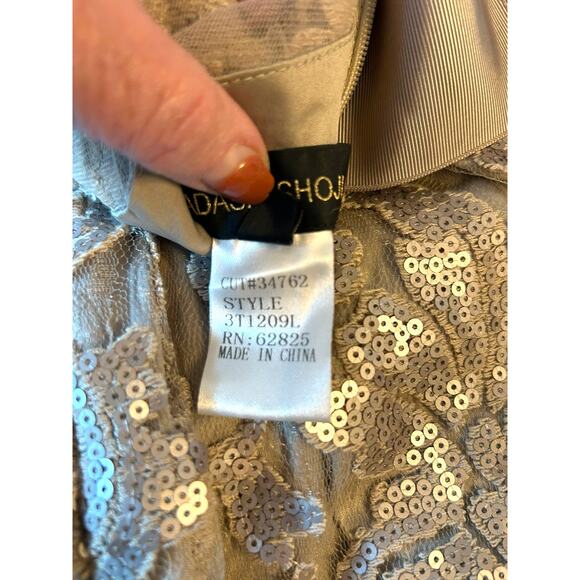 SHOJI
CUT#34762
STYLE
3T1209L
RN:62825
MADE IN CHINA